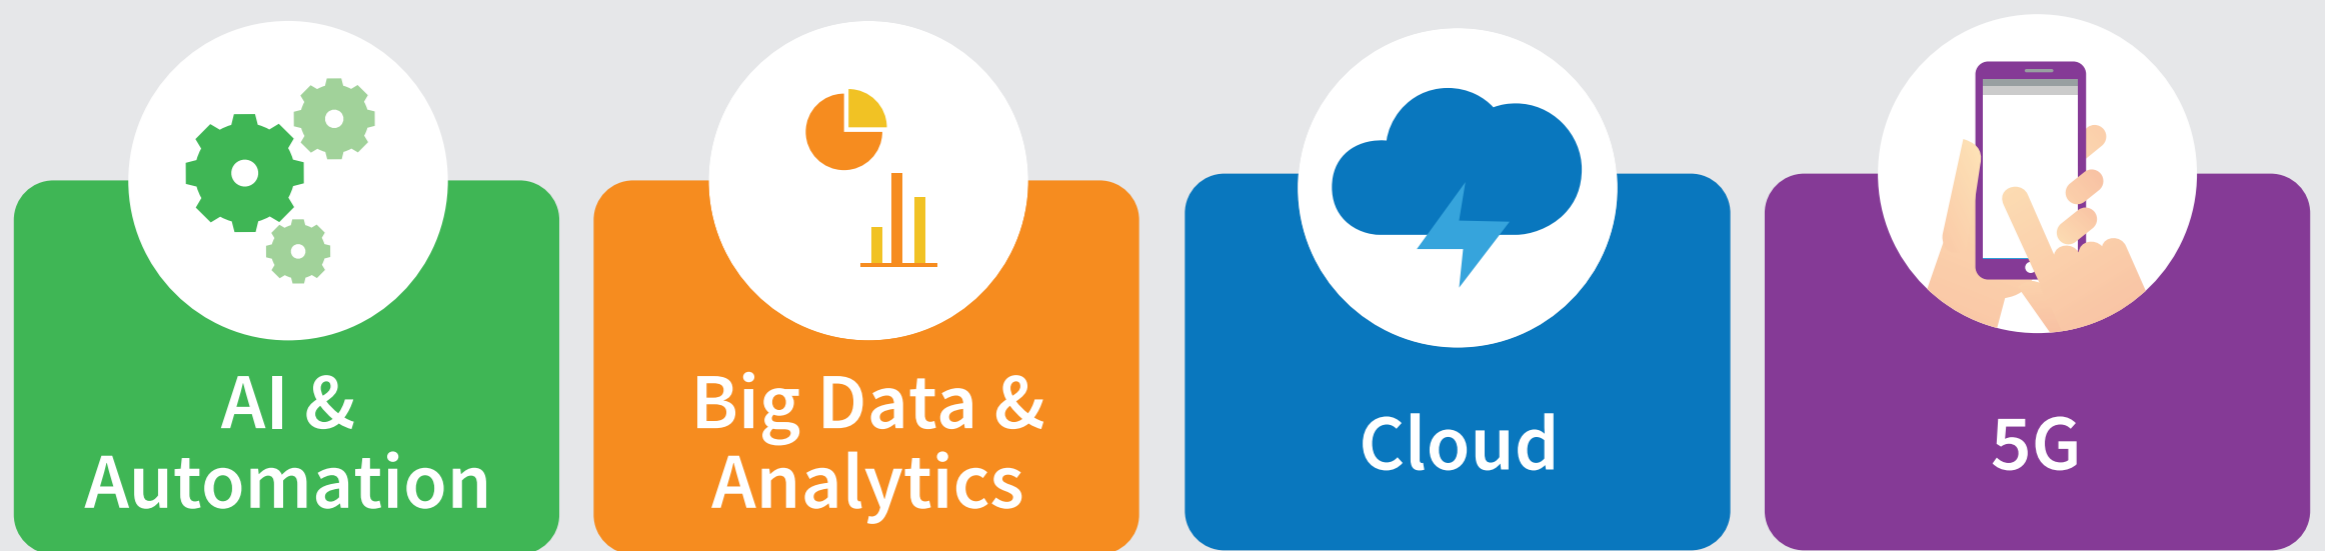 AI &
Automation
Big Data &
Analytics
Cloud
5G